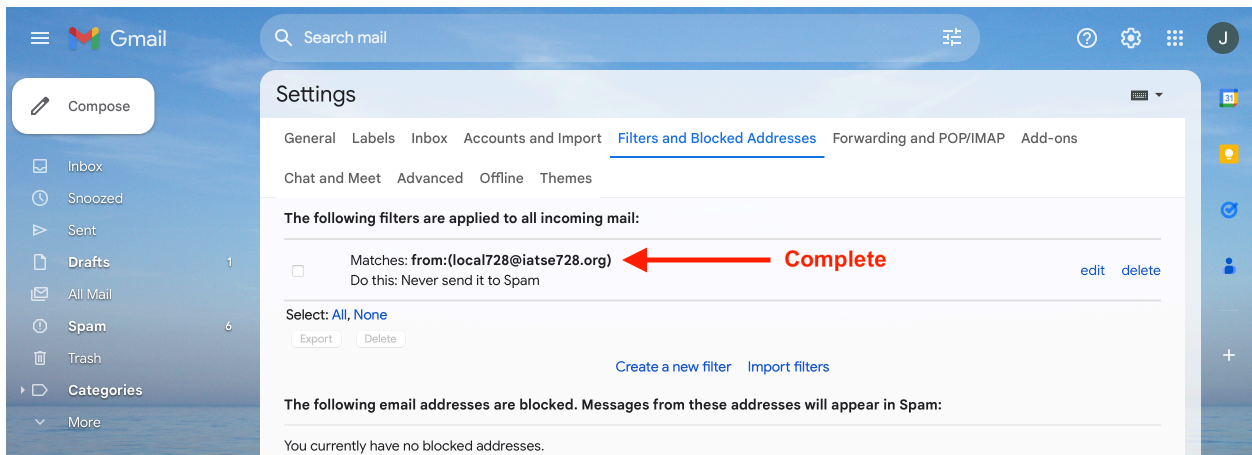 Gmail
Search mail
J
Compose
Inbox
Snoozed
Sent
Drafts 1
All Mail
Spam 6
Trash
Categories
More
Settings
General Labels Inbox Accounts and Import Filters and Blocked Addresses Forwarding and POP/IMAP Add-ons
Chat and Meet Advanced Offline Themes
The following filters are applied to all incoming mail:
Matches: from:(local728@iatse728.org)
Do this: Never send it to Spam
Complete
edit delete
Select: All, None
Export Delete
Create a new filter Import filters
The following email addresses are blocked. Messages from these addresses will appear in Spam:
You currently have no blocked addresses.
31